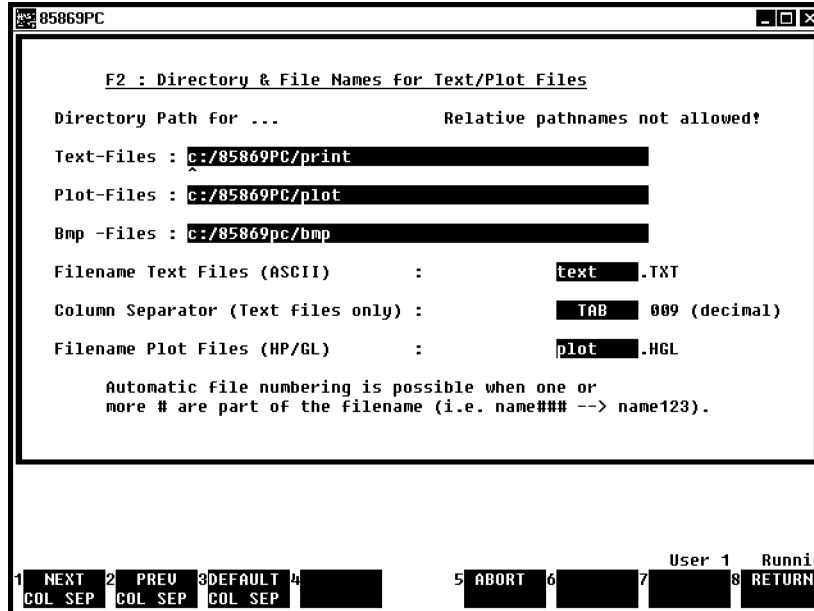 85869PC
F2 : Directory & File Names for Text/Plot Files
Directory Path for ... Relative pathnames not allowed!
Text-Files : c:/85869PC/print
^
Plot-Files : c:/85869PC/plot
Bmp -Files : c:/85869pc/bmp
Filename Text Files (ASCII) : text .TXT
Column Separator (Text files only) : TAB 009 (decimal)
Filename Plot Files (HP/GL) : plot .HGL
Automatic file numbering is possible when one or
more # are part of the filename (i.e. name### --> name123).
User 1 Runni
1 NEXT 2 PREV 3 DEFAULT 4 5 ABORT 6 7 8 RETURN
COL SEP COL SEP COL SEP